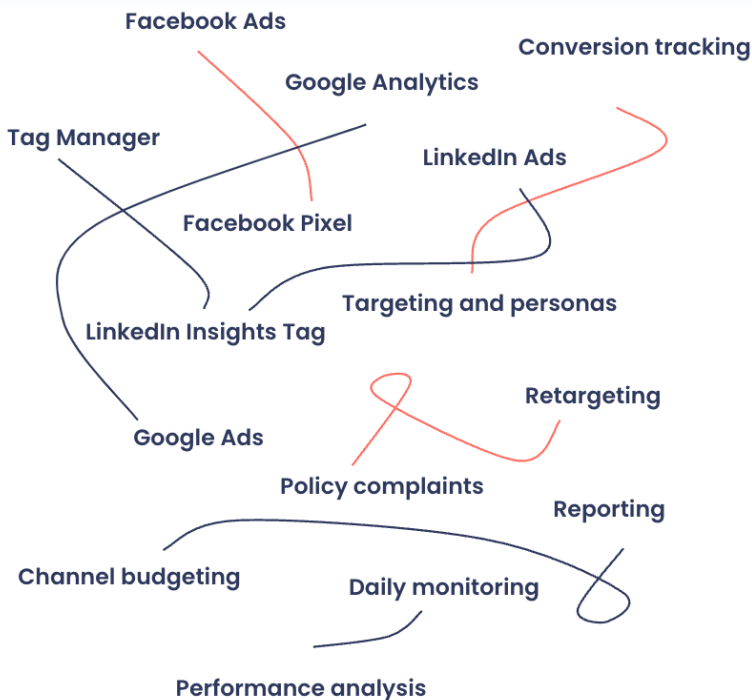 Facebook Ads
Conversion tracking
Google Analytics
Tag Manager
LinkedIn Ads
Facebook Pixel
Targeting and personas
LinkedIn Insights Tag
Retargeting
Google Ads
Policy complaints
Reporting
Channel budgeting
Daily monitoring
Performance analysis